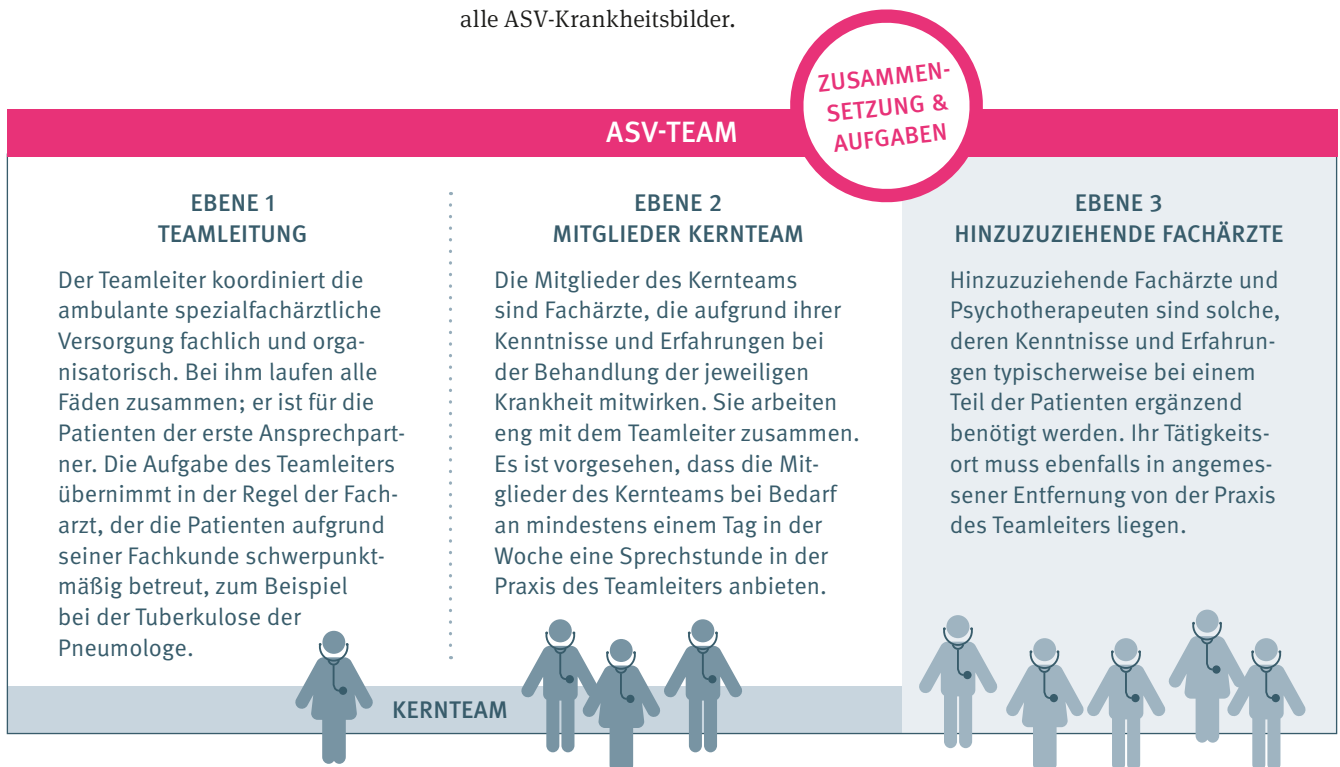 alle ASV-Krankheitsbilder.
ZUSAMMEN-
SETZUNG &
AUFGABEN
ASV-TEAM
EBENE 1
TEAMLEITUNG
Der Teamleiter koordiniert die
ambulante spezialfachärztliche
Versorgung fachlich und orga-
nisatorisch. Bei ihm laufen alle
Fäden zusammen; er ist für die
Patienten der erste Ansprechpart-
ner. Die Aufgabe des Teamleiters
übernimmt in der Regel der Fach-
arzt, der die Patienten aufgrund
seiner Fachkunde schwerpunkt-
mäßig betreut, zum Beispiel
bei der Tuberkulose der
Pneumologe.
EBENE 2
MITGLIEDER KERNTEAM
Die Mitglieder des Kernteams
sind Fachärzte, die aufgrund ihrer
Kenntnisse und Erfahrungen bei
der Behandlung der jeweiligen
Krankheit mitwirken. Sie arbeiten
eng mit dem Teamleiter zusammen.
Es ist vorgesehen, dass die Mit-
glieder des Kernteams bei Bedarf
an mindestens einem Tag in der
Woche eine Sprechstunde in der
Praxis des Teamleiters anbieten.
KERNTEAM
EBENE 3
HINZUZUZIEHENDE FACHÄRZTE
Hinzuzuziehende Fachärzte und
Psychotherapeuten sind solche,
deren Kenntnisse und Erfahrun-
gen typischerweise bei einem
Teil der Patienten ergänzend
benötigt werden. Ihr Tätigkeits-
ort muss ebenfalls in angemes-
sener Entfernung von der Praxis
des Teamleiters liegen.